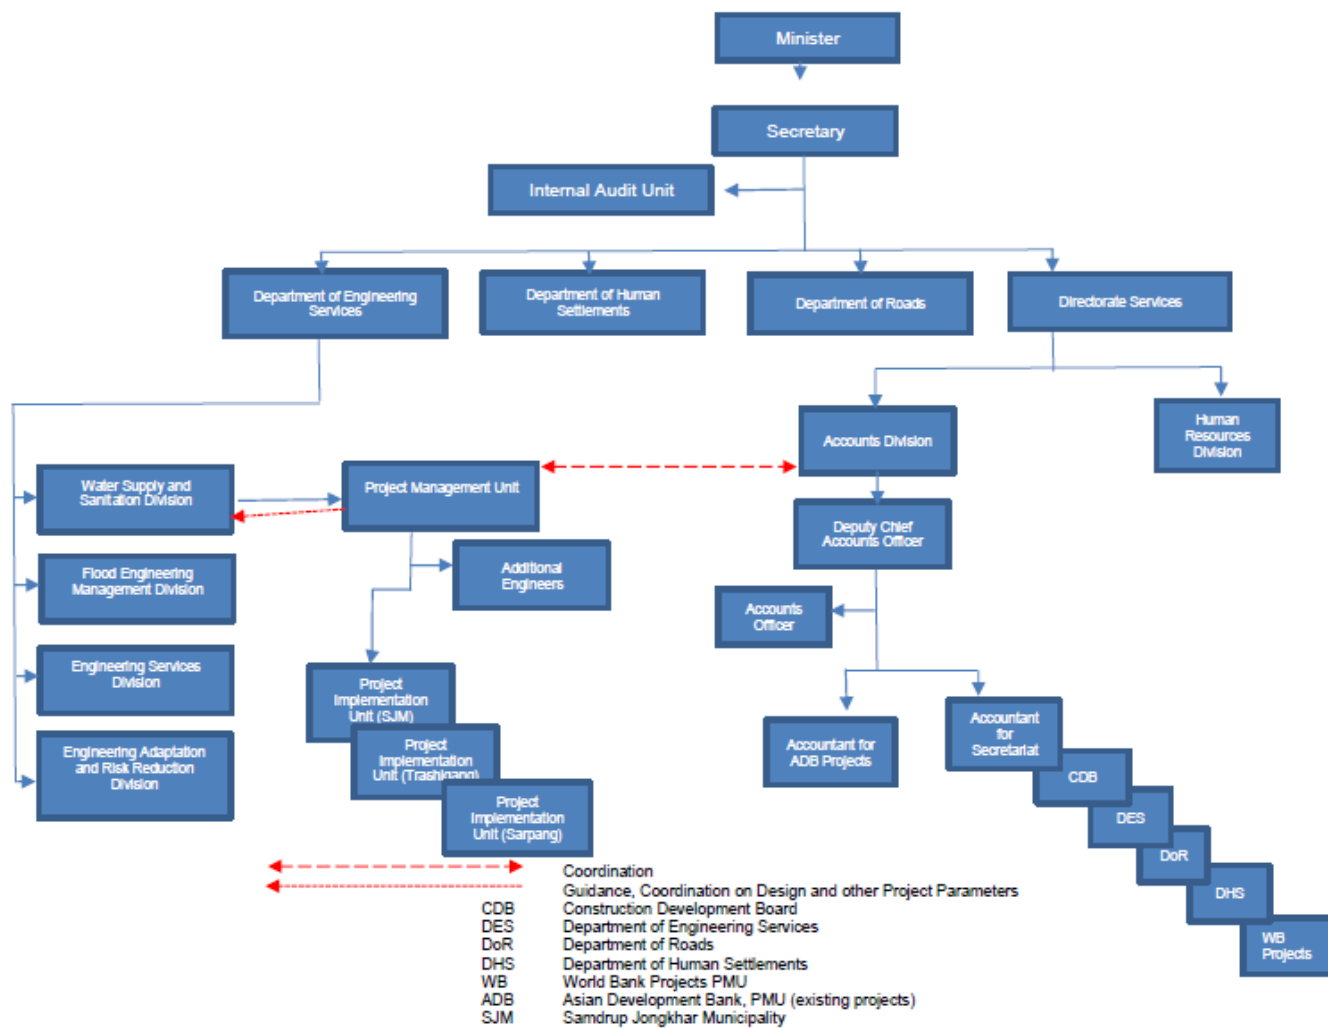 Minister
Secretary
Internal Audit Unit
Department of Engineering
Services
Department of Human
Settlements
Department of Roads
Directorate Services
Accounts Division
Human
Resources
Division
Water Supply and
Sanitation Division
Project Management Unit
Deputy Chief
Accounts Officer
Flood Engineering
Management Division
Additional
Engineers
Accounts
Officer
Engineering Services
Division
Project
Implementation
Unit (SJM)
Accountant
for
Secretariat
Engineering Adaptation
and Risk Reduction
Division
Project
Implementation
Unit (Trashigang)
Accountant for
ADB Projects
CDB
Project
Implementation
Unit (Sarpang)
DES
DoR
DHS
WB
Projects
Coordination
Guidance, Coordination on Design and other Project Parameters
CDB Construction Development Board
DES Department of Engineering Services
DoR Department of Roads
DHS Department of Human Settlements
WB World Bank Projects PMU
ADB Asian Development Bank, PMU (existing projects)
SJM Samdrup Jongkhar Municipality